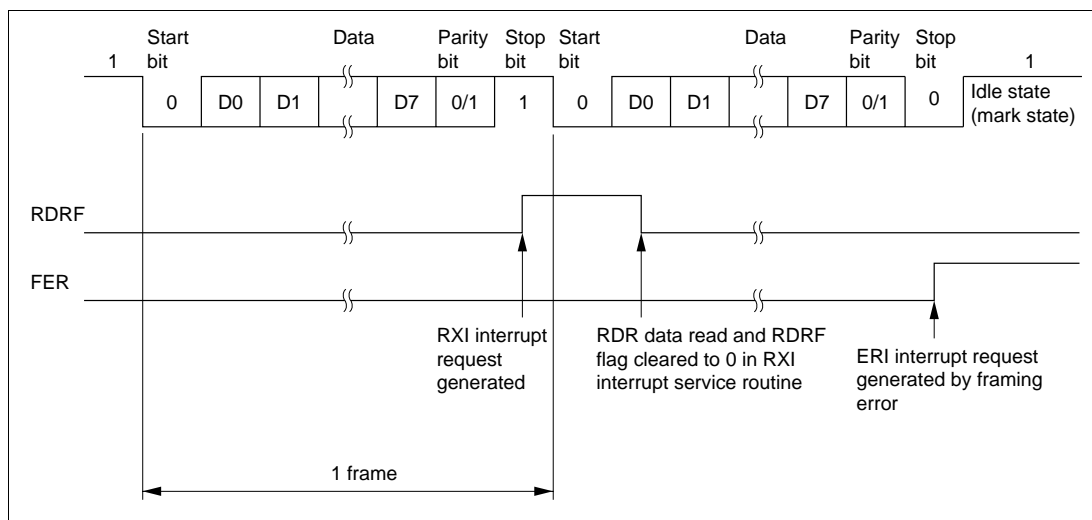 Start bit Data Parity bit Stop bit Start bit Data Parity bit Stop bit
1 1
0 D0 D1 D7 0/1 1 0 D0 D1 D7 0/1 0 Idle state (mark state)
RDRF
FER
RXI interrupt
request
generated
RDR data read and RDRF
flag cleared to 0 in RXI
interrupt service routine
ERI interrupt request
generated by framing
error
1 frame